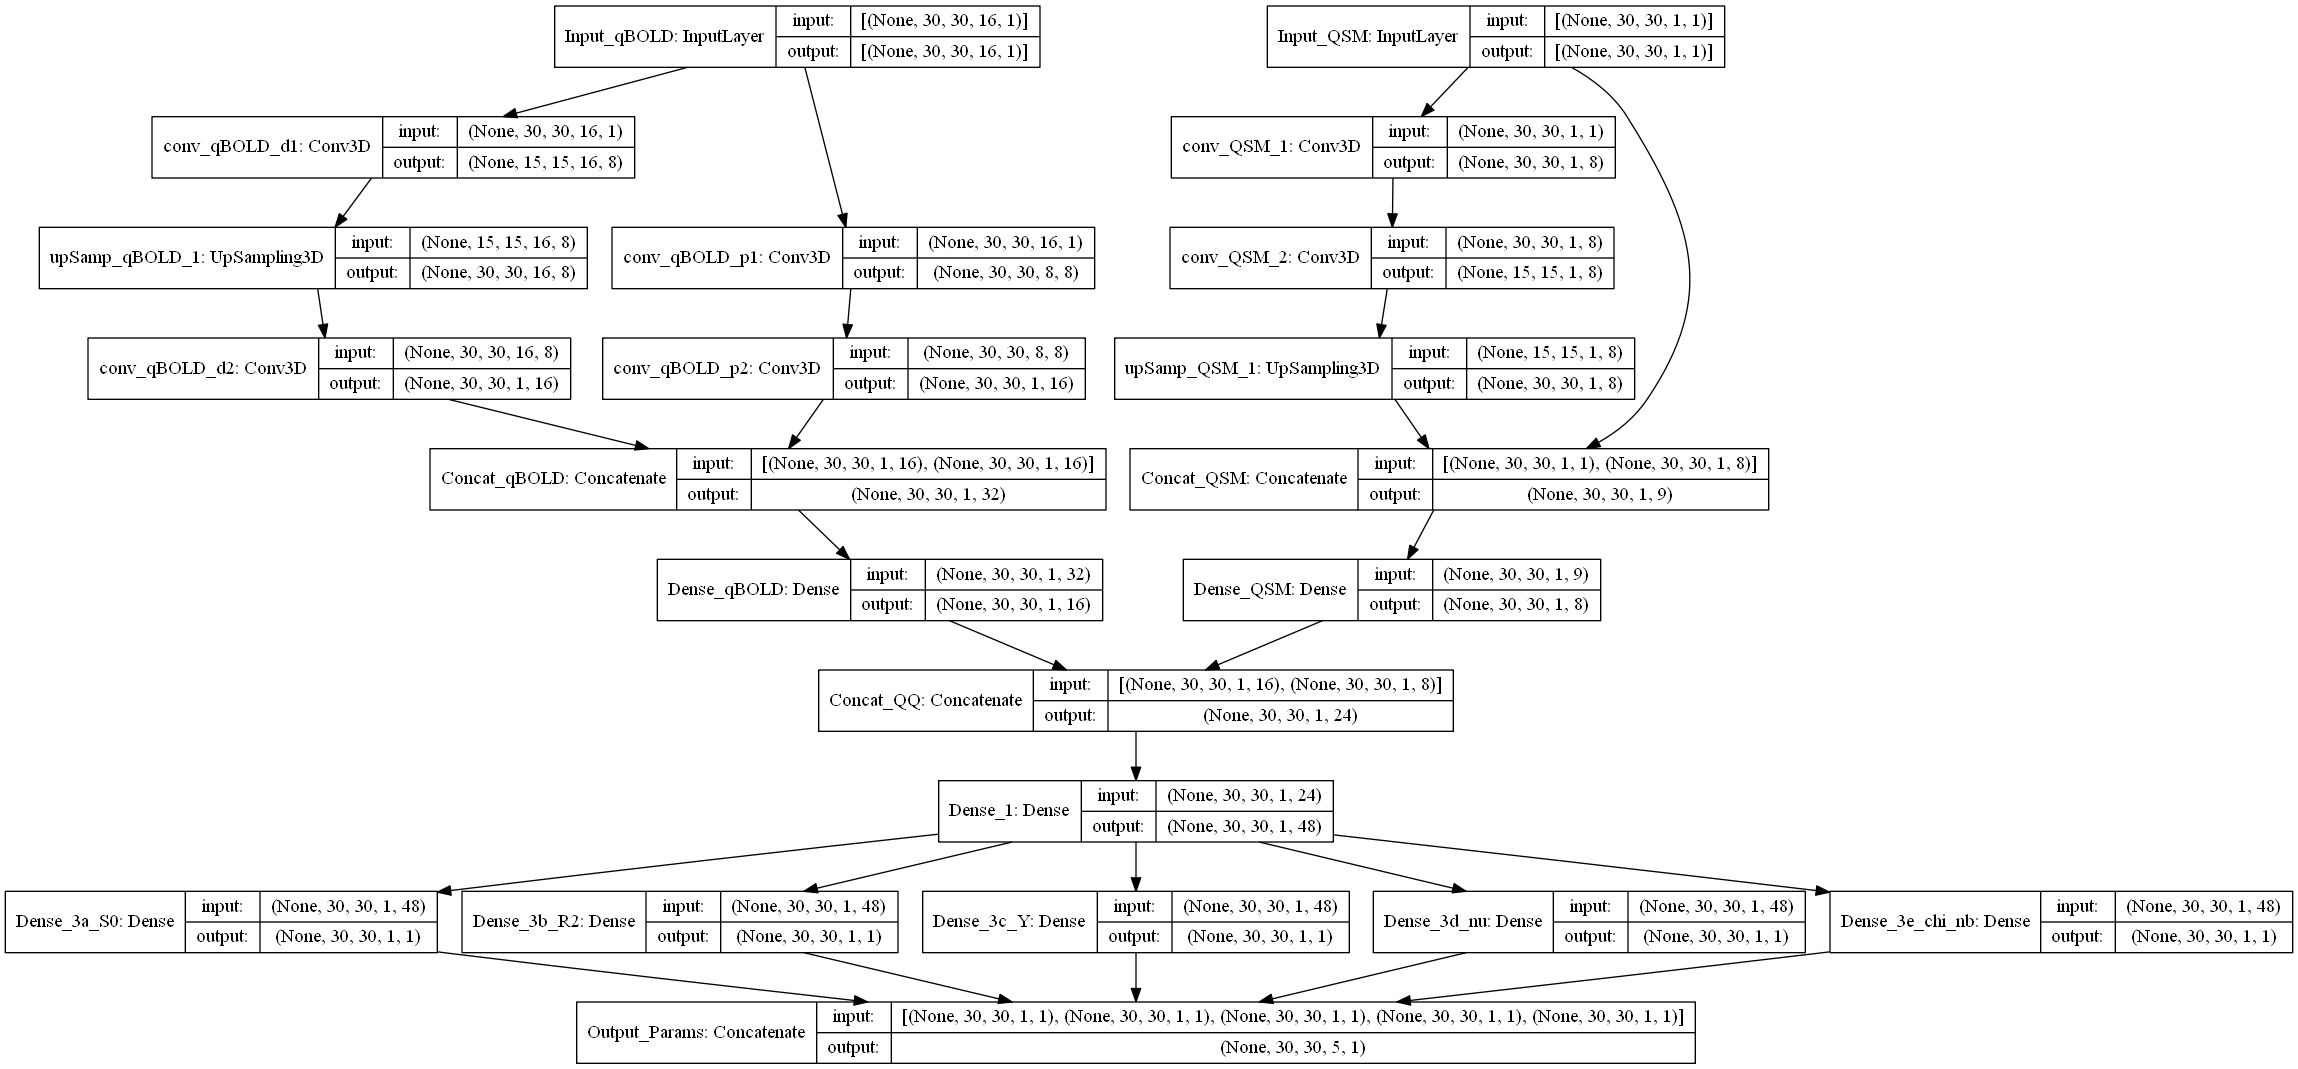 Input_qBOLD: InputLayer input: [(None, 30, 30, 16, 1)]
output: [(None, 30, 30, 16, 1)]
Input_QSM: InputLayer input: [(None, 30, 30, 1, 1)]
output: [(None, 30, 30, 1, 1)]
conv_qBOLD_d1: Conv3D input: (None, 30, 30, 16, 1)
output: (None, 15, 15, 16, 8)
conv_QSM_1: Conv3D input: (None, 30, 30, 1, 1)
output: (None, 30, 30, 1, 8)
upSamp_qBOLD_1: UpSampling3D input: (None, 15, 15, 16, 8)
output: (None, 30, 30, 16, 8)
conv_qBOLD_p1: Conv3D input: (None, 30, 30, 16, 1)
output: (None, 30, 30, 8, 8)
conv_QSM_2: Conv3D input: (None, 30, 30, 1, 8)
output: (None, 15, 15, 1, 8)
conv_qBOLD_d2: Conv3D input: (None, 30, 30, 16, 8)
output: (None, 30, 30, 1, 16)
conv_qBOLD_p2: Conv3D input: (None, 30, 30, 8, 8)
output: (None, 30, 30, 1, 16)
upSamp_QSM_1: UpSampling3D input: (None, 15, 15, 1, 8)
output: (None, 30, 30, 1, 8)
Concat_qBOLD: Concatenate input: [(None, 30, 30, 1, 16), (None, 30, 30, 1, 16)]
output: (None, 30, 30, 1, 32)
Concat_QSM: Concatenate input: [(None, 30, 30, 1, 1), (None, 30, 30, 1, 8)]
output: (None, 30, 30, 1, 9)
Dense_qBOLD: Dense input: (None, 30, 30, 1, 32)
output: (None, 30, 30, 1, 16)
Dense_QSM: Dense input: (None, 30, 30, 1, 9)
output: (None, 30, 30, 1, 8)
Concat_QQ: Concatenate input: [(None, 30, 30, 1, 16), (None, 30, 30, 1, 8)]
output: (None, 30, 30, 1, 24)
Dense_1: Dense input: (None, 30, 30, 1, 24)
output: (None, 30, 30, 1, 48)
Dense_3a_S0: Dense input: (None, 30, 30, 1, 48)
output: (None, 30, 30, 1, 1)
Dense_3b_R2: Dense input: (None, 30, 30, 1, 48)
output: (None, 30, 30, 1, 1)
Dense_3c_Y: Dense input: (None, 30, 30, 1, 48)
output: (None, 30, 30, 1, 1)
Dense_3d_nu: Dense input: (None, 30, 30, 1, 48)
output: (None, 30, 30, 1, 1)
Dense_3e_chi_nb: Dense input: (None, 30, 30, 1, 48)
output: (None, 30, 30, 1, 1)
Output_Params: Concatenate input: [(None, 30, 30, 1, 1), (None, 30, 30, 1, 1), (None, 30, 30, 1, 1), (None, 30, 30, 1, 1), (None, 30, 30, 1, 1)]
output: (None, 30, 30, 5, 1)